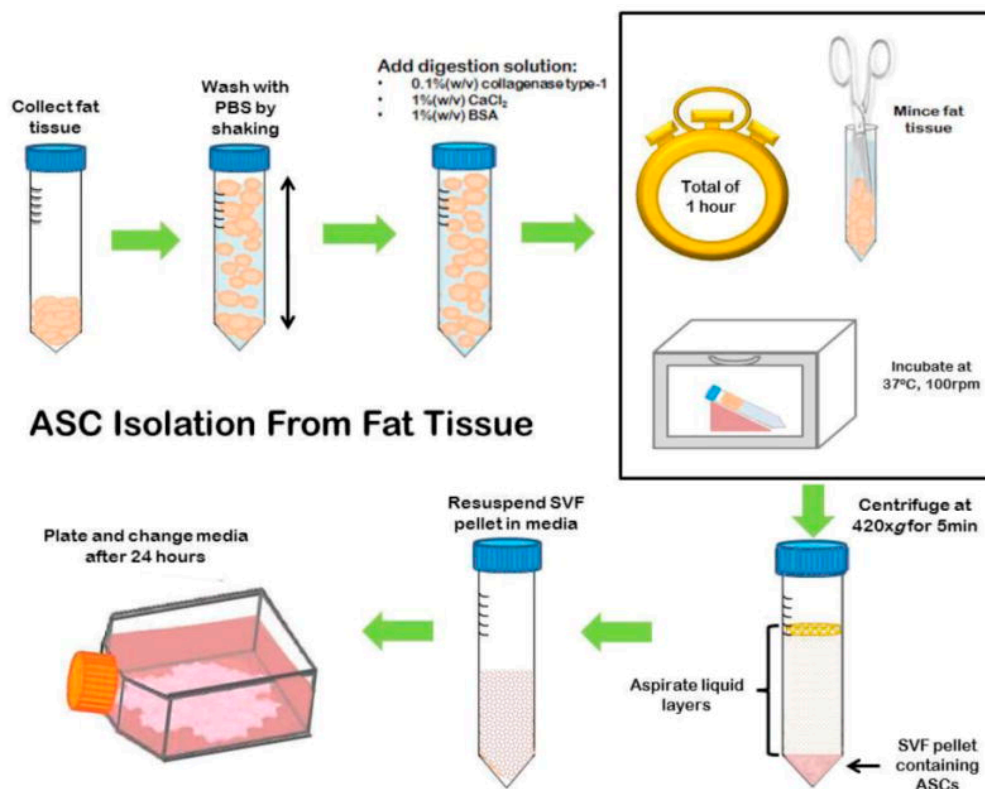 Collect fat
tissue
Wash with
PBS by
shaking
Add digestion solution:
• 0.1%(w/v) collagenase type-1
• 1%(w/v) CaCl₂
• 1%(w/v) BSA
Total of
1 hour
Mince fat
tissue
Incubate at
37ºC, 100rpm
ASC Isolation From Fat Tissue
Centrifuge at
420xg for 5min
Aspirate liquid
layers
SVF pellet
containing
ASCs
Resuspend SVF
pellet in media
Plate and change media
after 24 hours